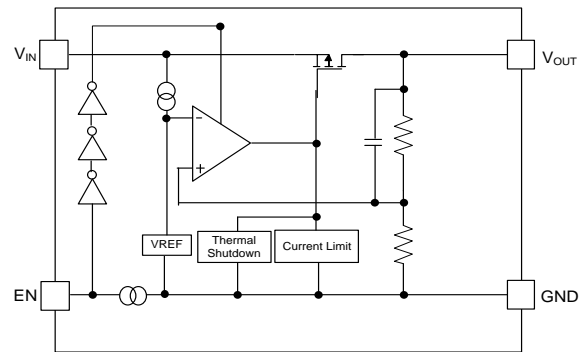 VIN
VOUT
−
+
VREF
Thermal
Shutdown
Current Limit
EN
GND